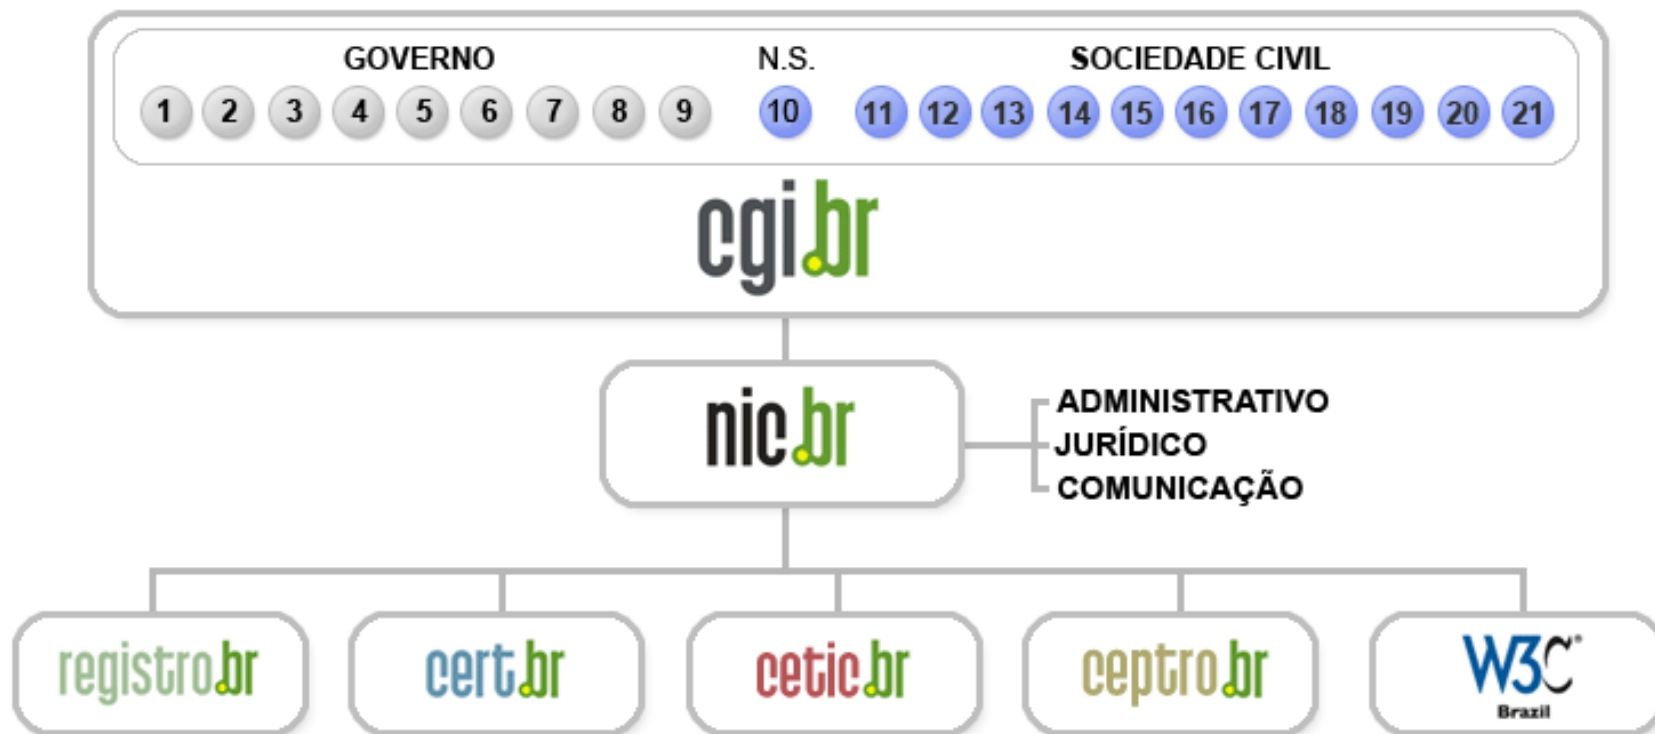 GOVERNO N.S. SOCIEDADE CIVIL
1 2 3 4 5 6 7 8 9 10 11 12 13 14 15 16 17 18 19 20 21
cgi.br
nic.br
ADMINISTRATIVO
JURÍDICO
COMUNICAÇÃO
registro.br cert.br cetic.br ceptro.br W3C®
Brazil